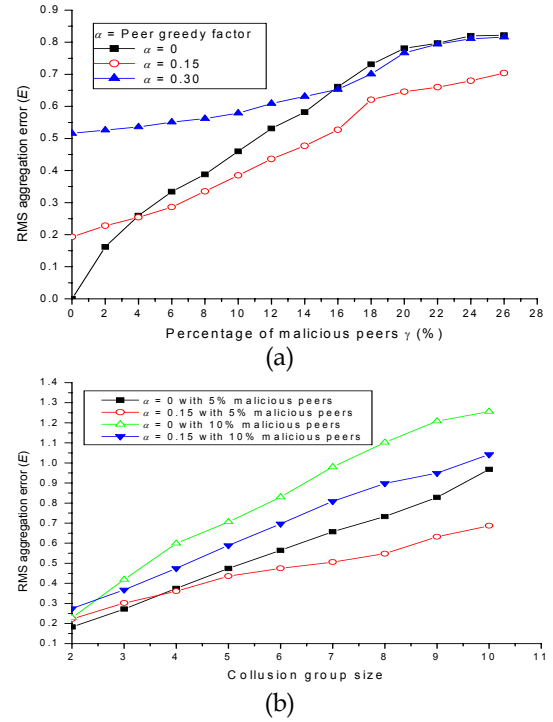 α = Peer greedy factor
α = 0
α = 0.15
α = 0.30
RMS aggregation error (E)
0.9
0.8
0.7
0.6
0.5
0.4
0.3
0.2
0.1
0.0
0 2 4 6 8 10 12 14 16 18 20 22 24 26 28
Percentage of malicious peers γ (%)
(a)
α = 0 with 5% malicious peers
α = 0.15 with 5% malicious peers
α = 0 with 10% malicious peers
α = 0.15 with 10% malicious peers
RMS aggregation error (E)
1.4
1.3
1.2
1.1
1.0
0.9
0.8
0.7
0.6
0.5
0.4
0.3
0.2
0.1
2 3 4 5 6 7 8 9 10 11
Collusion group size
(b)